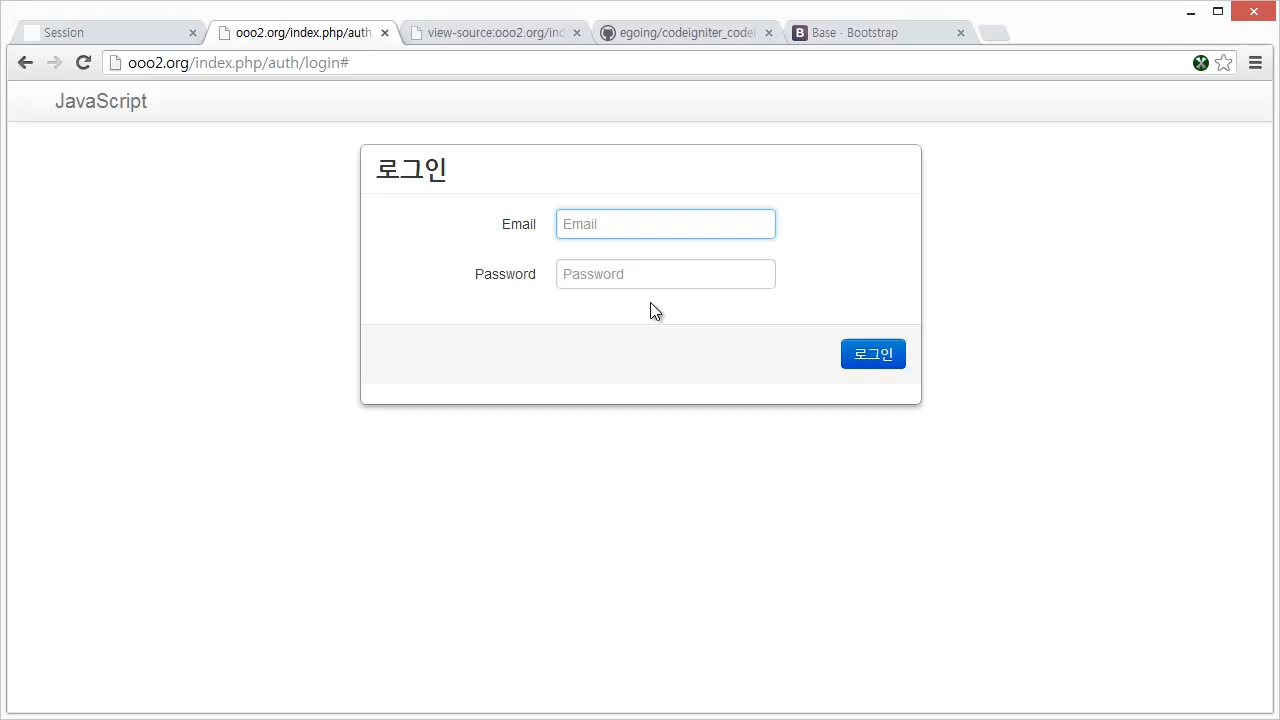 Session
ooo2.org/index.php/auth
view-source:ooo2.org/ind
egoing/codeigniter_codei
Base · Bootstrap
ooo2.org/index.php/auth/login#
JavaScript
로그인
Email Email
Password Password
로그인